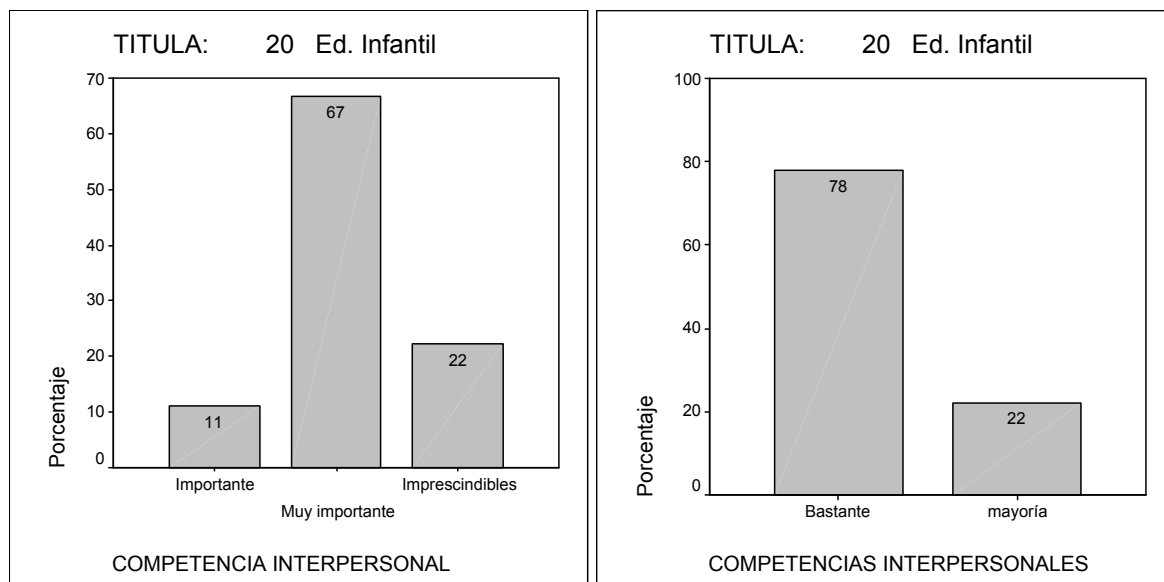 TITULA: 20 Ed. Infantil
70
60
50
40
30
20
10
0
Porcentaje
67
22
11
Importante
Imprescindibles
Muy importante
COMPETENCIA INTERPERSONAL
TITULA: 20 Ed. Infantil
100
80
60
40
20
0
Porcentaje
78
22
Bastante
mayoría
COMPETENCIAS INTERPERSONALES